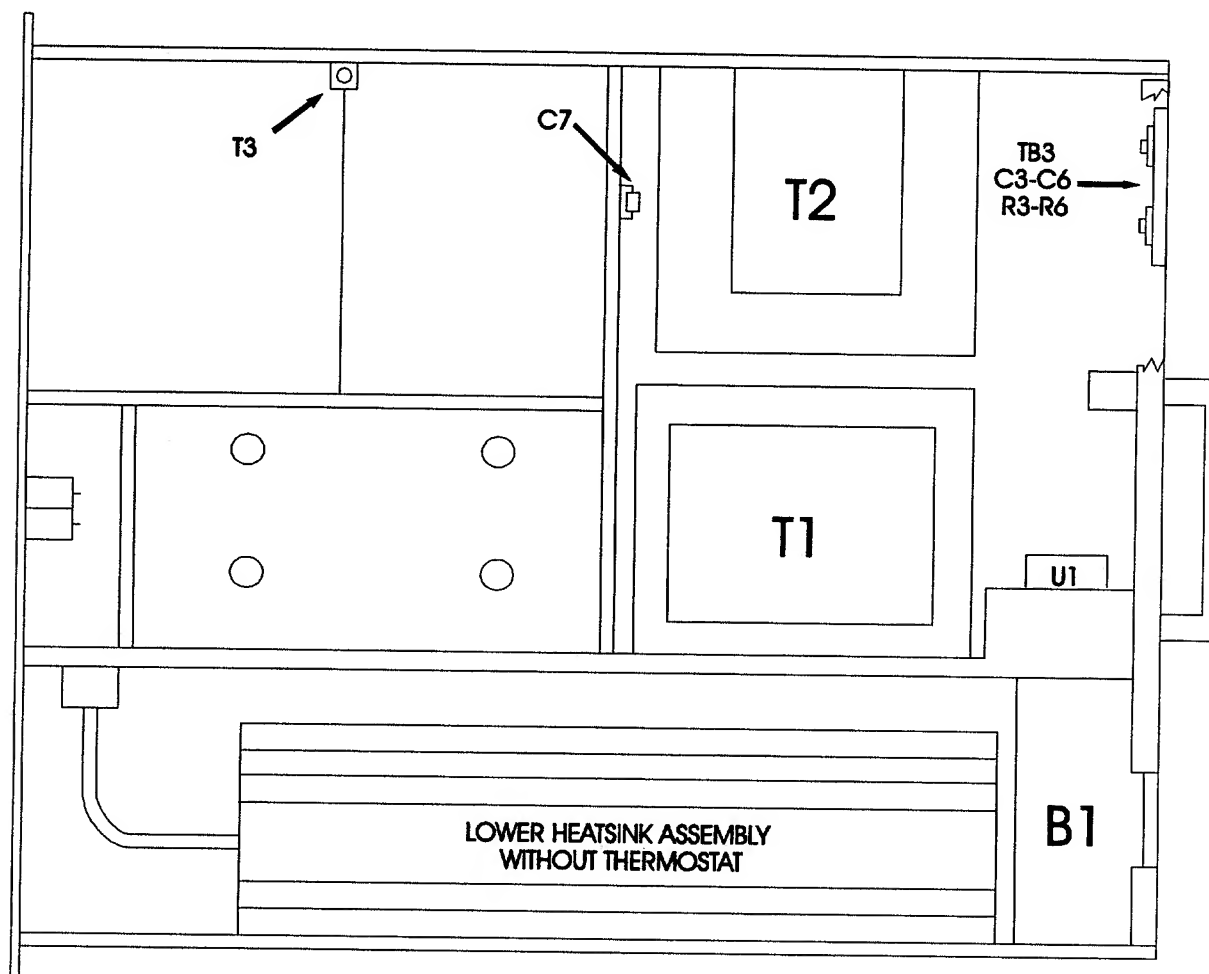 T3
C7
T2
TB3
C3-C6
R3-R6
T1
U1
B1
LOWER HEATSINK ASSEMBLY
WITHOUT THERMOSTAT